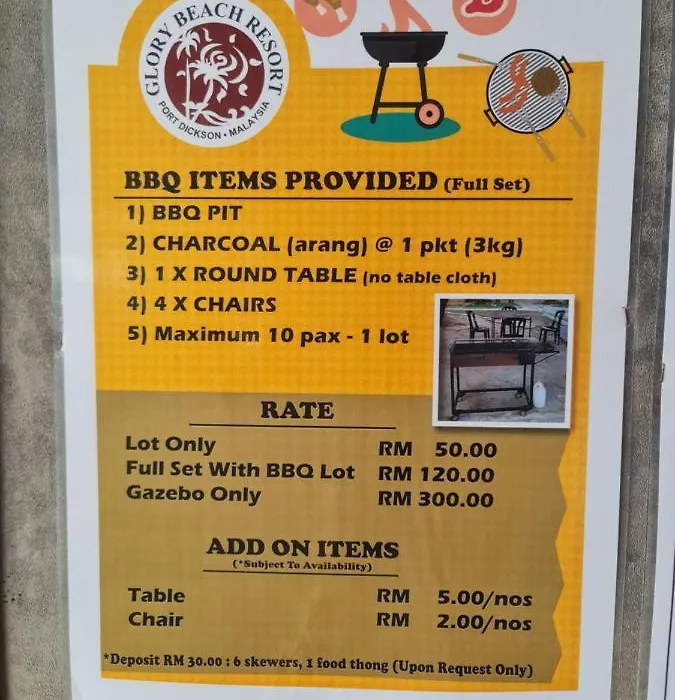 GLORY BEACH RESORT
PORT DICKSON • MALAYSIA
BBQ ITEMS PROVIDED (Full Set)
1) BBQ PIT
2) CHARCOAL (arang) @ 1 pkt (3kg)
3) 1 X ROUND TABLE (no table cloth)
4) 4 X CHAIRS
5) Maximum 10 pax - 1 lot
RATE
Lot Only RM 50.00
Full Set With BBQ Lot RM 120.00
Gazebo Only RM 300.00
ADD ON ITEMS
(*Subject To Availability)
Table RM 5.00/nos
Chair RM 2.00/nos
*Deposit RM 30.00 : 6 skewers, 1 food thong (Upon Request Only)